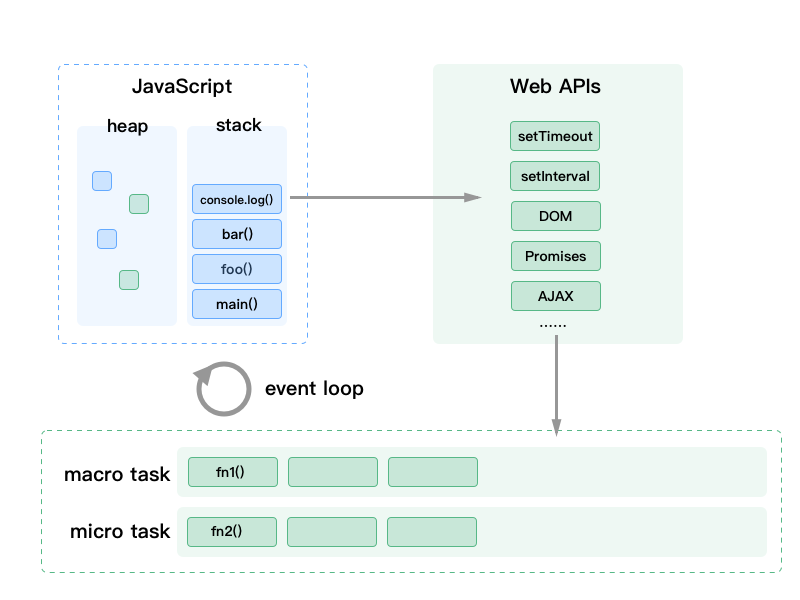 JavaScript
heap
stack
console.log()
bar()
foo()
main()
Web APIs
setTimeout
setInterval
DOM
Promises
AJAX
......
event loop
macro task
fn1()
micro task
fn2()